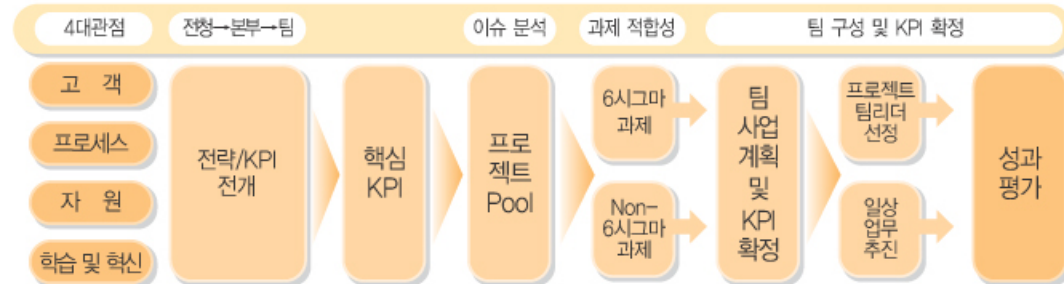 4대관점
전청→본부→팀
이슈 분석
과제 적합성
팀 구성 및 KPI 확정
고 객
프로세스
자 원
학습 및 혁신
전략/KPI
전개
핵심
KPI
프로
젝트
Pool
6시그마
과제
Non-
6시그마
과제
팀
사업
계획
및
KPI
확정
프로젝트
팀리더
선정
일상
업무
추진
성과
평가